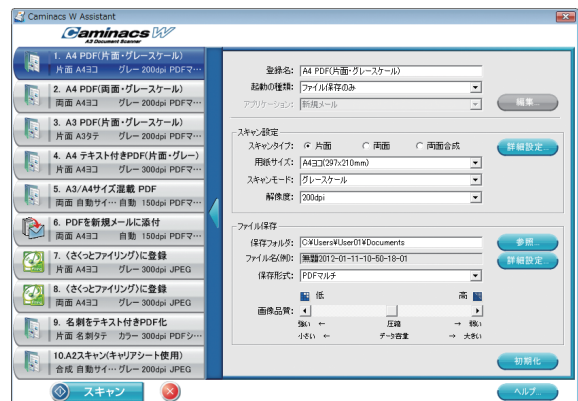 Caminacs W Assistant
Caminacs W
A3 Document Scanner
1. A4 PDF(片面・グレースケール)
片面 A4ヨコ グレー 200dpi PDFマ…
2. A4 PDF(両面・グレースケール)
両面 A4ヨコ グレー 200dpi PDFマ…
3. A3 PDF(片面・グレースケール)
片面 A3タテ グレー 200dpi PDFマ…
4. A4 テキスト付きPDF(片面・グレー)
片面 A4ヨコ グレー 200dpi PDFマ…
5. A3/A4サイズ混載 PDF
両面 自動サイ… 自動 150dpi PDFマ…
6. PDFを新規メールに添付
両面 A4ヨコ 自動 150dpi PDFマ…
7. 〈さくっとファイリング〉に登録
片面 A4ヨコ グレー 300dpi JPEG
8. 〈さくっとファイリング〉に登録
両面 A4ヨコ グレー 300dpi JPEG
9. 名刺をテキスト付きPDF化
片面 名刺タテ カラー 300dpi PDFシ…
10.A2スキャン(キャリアシート使用)
合成 自動サイ… グレー 200dpi JPEG
スキャン
登録名: A4 PDF(片面・グレースケール)
起動の種類: ファイル保存のみ
アプリケーション: 新規メール 編集...
スキャン設定
スキャンタイプ: 片面 両面 両面合成 詳細設定...
用紙サイズ: A4ヨコ(297x210mm)
スキャンモード: グレースケール
解像度: 200dpi
ファイル保存
保存フォルダ: C:¥Users¥User01¥Documents 参照...
ファイル名(例): 無題2012-01-11-10-50-18-01 詳細設定...
保存形式: PDFマルチ
低 高
画像品質:
強い ← 圧縮 → 弱い
小さい ← データ容量 → 大きい
初期化
ヘルプ...